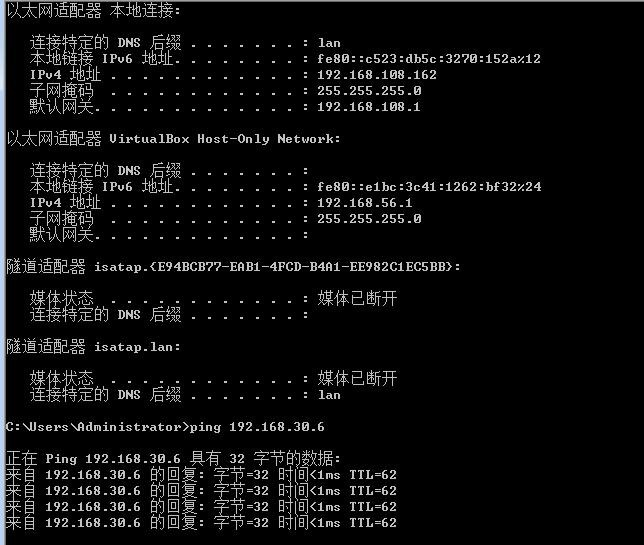 以太网适配器 本地连接:
连接特定的 DNS 后缀 . . . . . . . : lan
本地链接 IPv6 地址. . . . . . . . : fe80::c523:db5c:3270:152a%12
IPv4 地址 . . . . . . . . . . . . : 192.168.108.162
子网掩码  . . . . . . . . . . . . : 255.255.255.0
默认网关. . . . . . . . . . . . . : 192.168.108.1
以太网适配器 VirtualBox Host-Only Network:
连接特定的 DNS 后缀 . . . . . . . :
本地链接 IPv6 地址. . . . . . . . : fe80::e1bc:3c41:1262:bf32%24
IPv4 地址 . . . . . . . . . . . . : 192.168.56.1
子网掩码  . . . . . . . . . . . . : 255.255.255.0
默认网关. . . . . . . . . . . . . :
隧道适配器 isatap.{E94BCB77-EAB1-4FCD-B4A1-EE982C1EC5BB}:
媒体状态  . . . . . . . . . . . . : 媒体已断开
连接特定的 DNS 后缀 . . . . . . . :
隧道适配器 isatap.lan:
媒体状态  . . . . . . . . . . . . : 媒体已断开
连接特定的 DNS 后缀 . . . . . . . : lan
C:\Users\Administrator>ping 192.168.30.6
正在 Ping 192.168.30.6 具有 32 字节的数据:
来自 192.168.30.6 的回复: 字节=32 时间<1ms TTL=62
来自 192.168.30.6 的回复: 字节=32 时间<1ms TTL=62
来自 192.168.30.6 的回复: 字节=32 时间<1ms TTL=62
来自 192.168.30.6 的回复: 字节=32 时间<1ms TTL=62